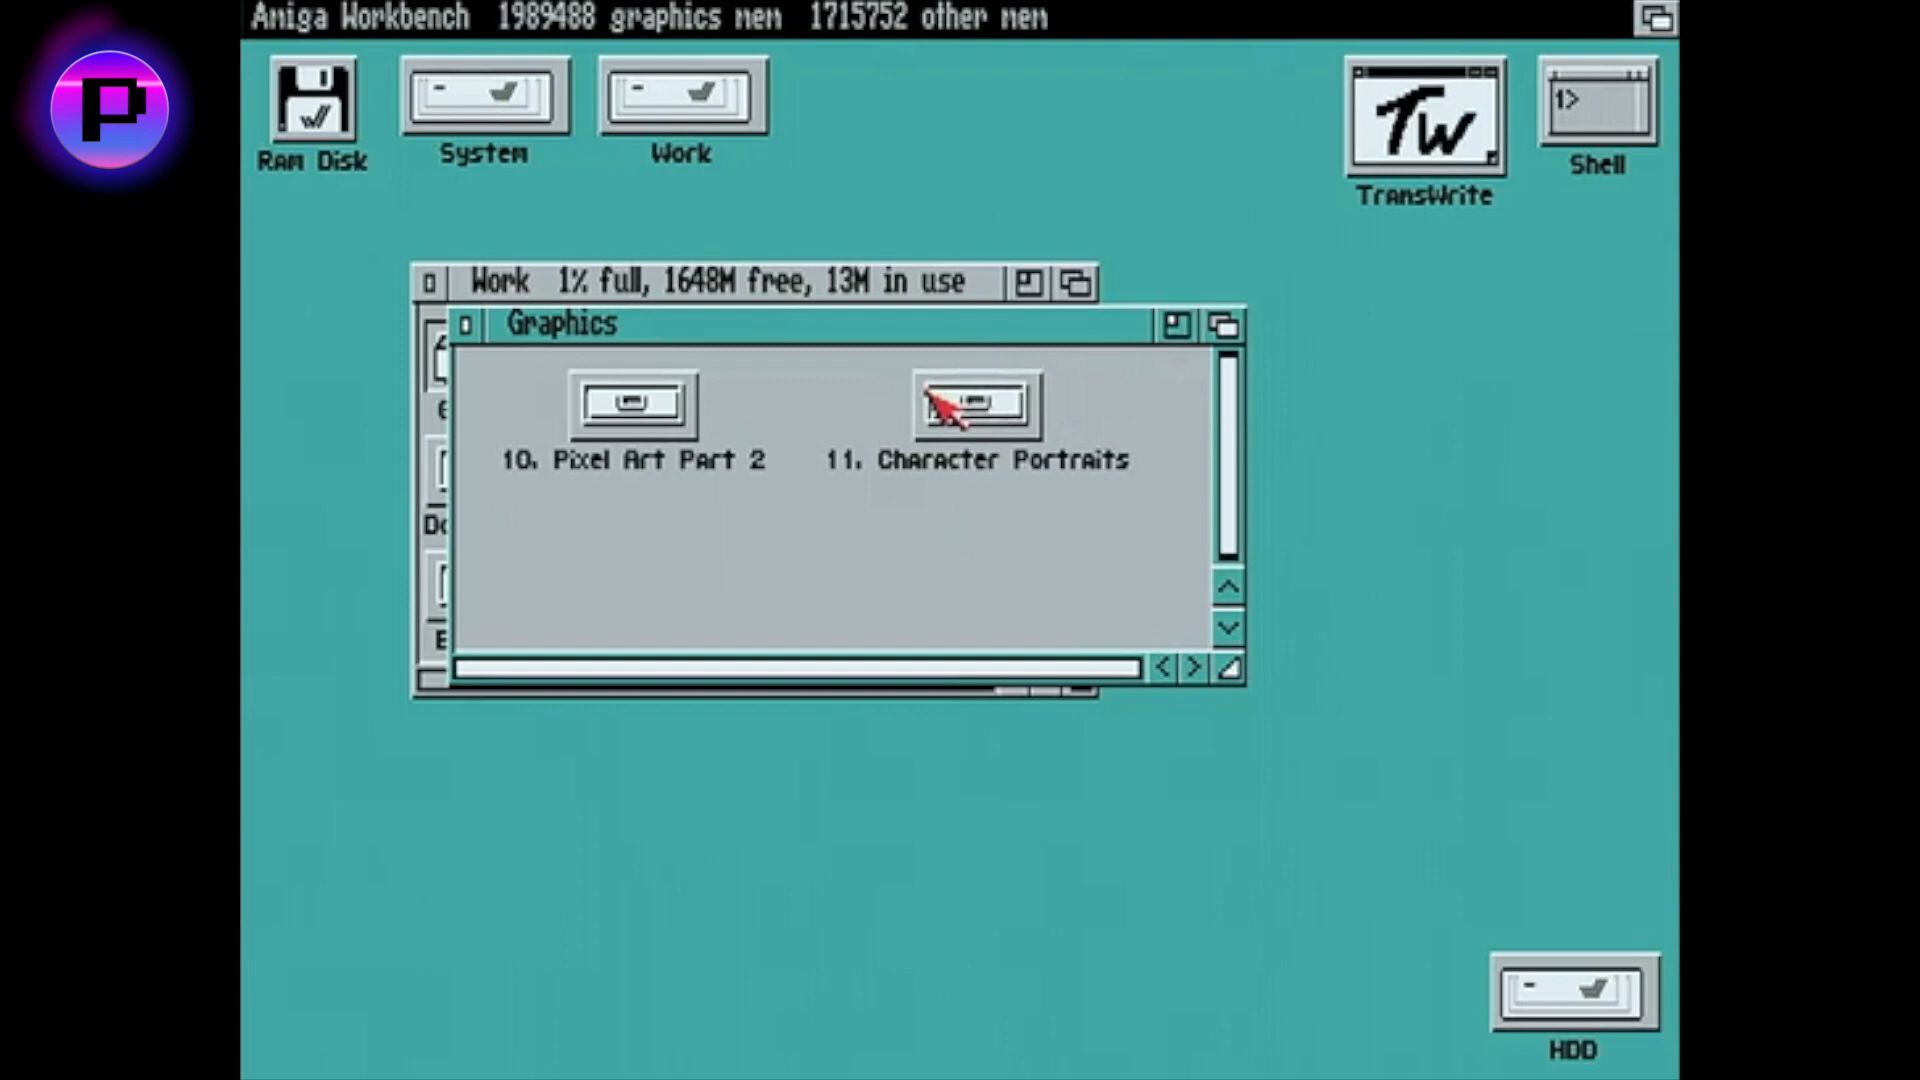 Amiga Workbench 1989488 graphics mem 1715752 other mem
P
Ram Disk
System
Work
TW
TransWrite
1>
Shell
Work 1% full, 1648M free, 13M in use
Graphics
10. Pixel Art Part 2
11. Character Portraits
Do
E
HDD